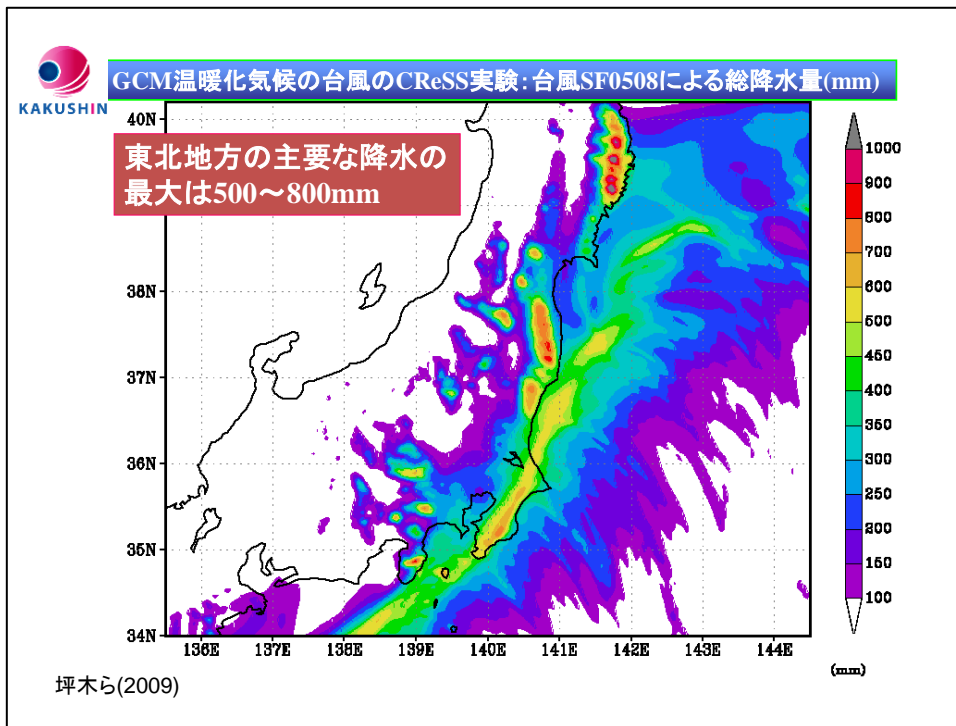 KAKUSHIN
GCM温暖化気候の台風のCReSS実験：台風SF0508による総降水量(mm)
東北地方の主要な降水の
最大は500～800mm
40N
38N
37N
36N
35N
34N
136E 137E 138E 139E 140E 141E 142E 143E 144E
1000
900
800
700
600
500
450
400
350
300
250
200
150
100
(mm)
坪木ら(2009)